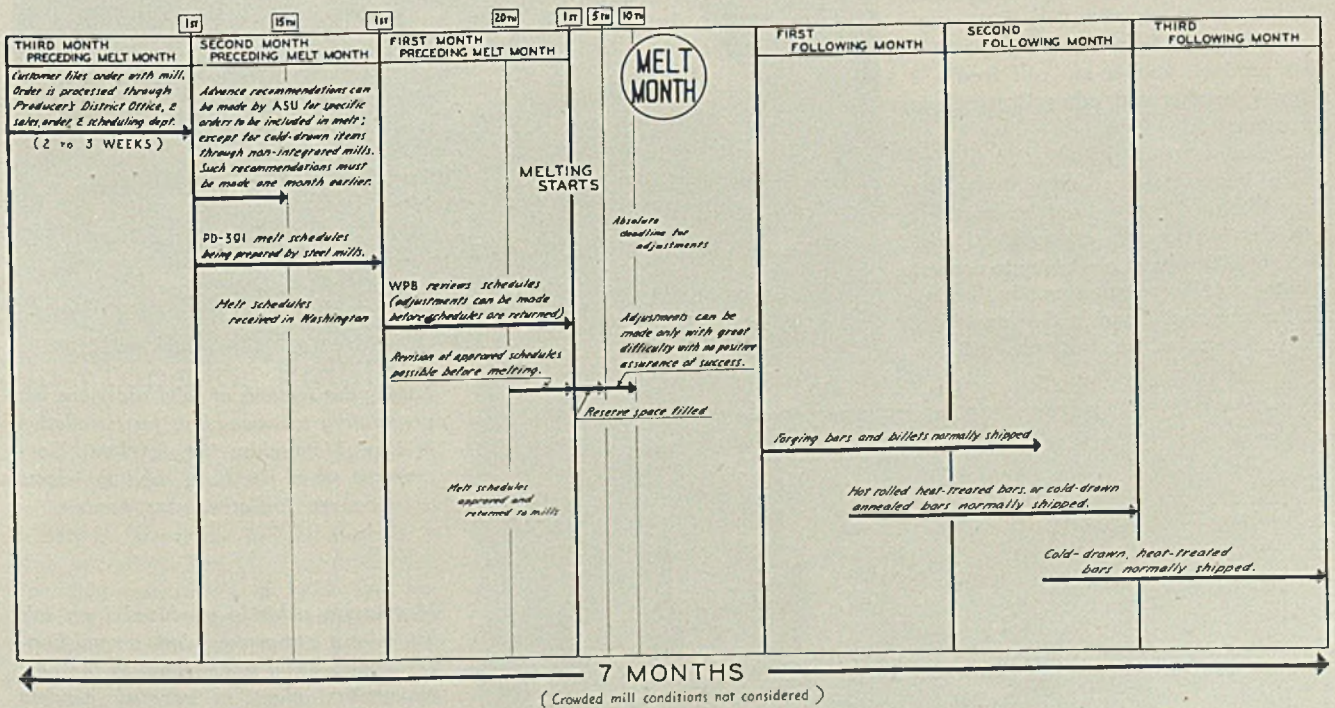 1ST
15TH
1ST
20TH
1ST
5TH
10TH
THIRD MONTH
PRECEDING MELT MONTH
SECOND MONTH
PRECEDING MELT MONTH
FIRST MONTH
PRECEDING MELT MONTH
MELT
MONTH
FIRST
FOLLOWING MONTH
SECOND
FOLLOWING MONTH
THIRD
FOLLOWING MONTH
Customer files order with mill.
Order is processed through
Producer's District Office, &
sales, order, & scheduling dept.
(2 TO 3 WEEKS)
Advance recommendations can
be made by ASU for specific
orders to be included in melt;
except for cold-drawn items
through non-integrated mills.
Such recommendations must
be made one month earlier.
PD-391 melt schedules
being prepared by steel mills.
Melt schedules
received in Washington
WPB reviews schedules
(adjustments can be made
before schedules are returned)
Revision of approved schedules
possible before melting.
Melt schedules
approved and
returned to mills
MELTING
STARTS
Absolute
deadline for
adjustments
Adjustments can be
made only with great
difficulty with no positive
assurance of success.
Reserve space filled
Forging bars and billets normally shipped
Hot rolled heat-treated bars, or cold-drawn
annealed bars normally shipped.
Cold-drawn, heat-treated
bars normally shipped.
7 MONTHS
(Crowded mill conditions not considered)